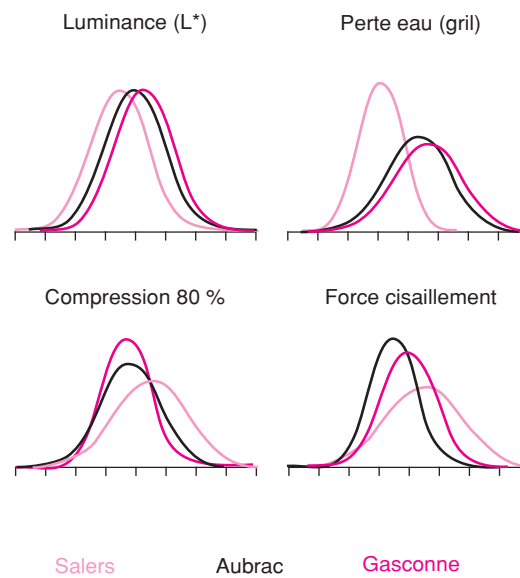 Luminance (L*)
Perte eau (gril)
Compression 80 %
Force cisaillement
Salers
Aubrac
Gasconne